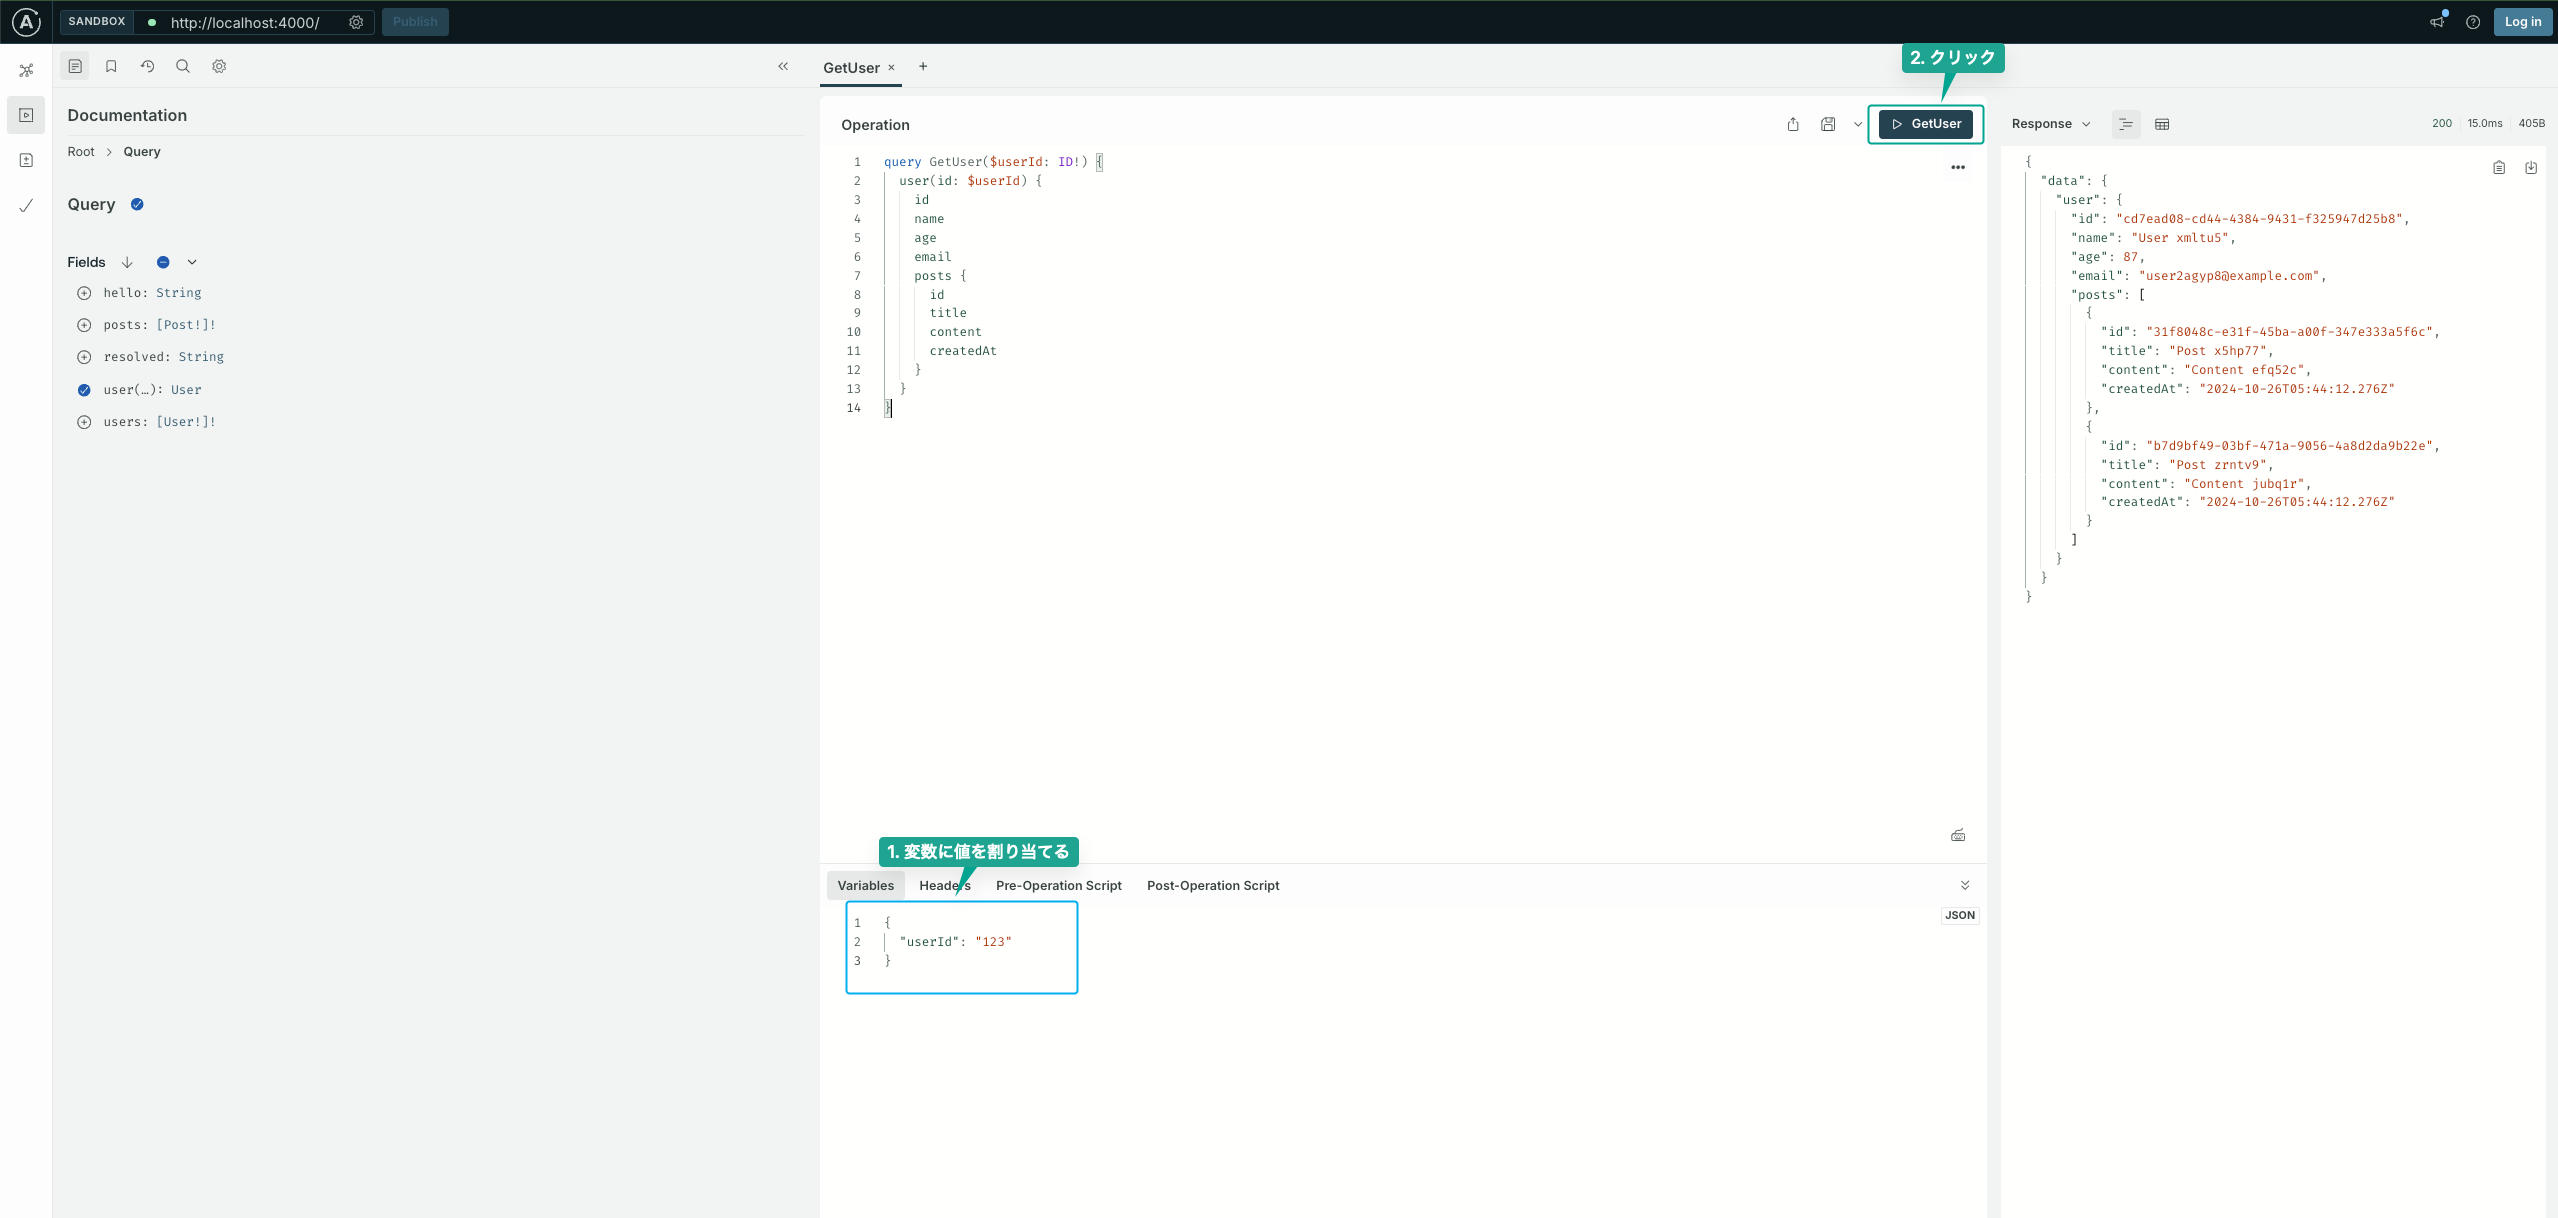 SANDBOX http://localhost:4000/ Publish
Log in
Documentation
Root > Query
Query
Fields
hello: String
posts: [Post!]!
resolved: String
user(…): User
users: [User!]!
GetUser × +
2. クリック
Operation
GetUser
1 query GetUser($userId: ID!) {
2 user(id: $userId) {
3 id
4 name
5 age
6 email
7 posts {
8 id
9 title
10 content
11 createdAt
12 }
13 }
14 }
1. 変数に値を割り当てる
Variables Headers Pre-Operation Script Post-Operation Script
JSON
1 {
2 "userId": "123"
3 }
Response 200 15.0ms 405B
{
"data": {
"user": {
"id": "cd7ead08-cd44-4384-9431-f325947d25b8",
"name": "User xmltu5",
"age": 87,
"email": "user2agyp8@example.com",
"posts": [
{
"id": "31f8048c-e31f-45ba-a00f-347e333a5f6c",
"title": "Post x5hp77",
"content": "Content efq52c",
"createdAt": "2024-10-26T05:44:12.276Z"
},
{
"id": "b7d9bf49-03bf-471a-9056-4a8d2da9b22e",
"title": "Post zrntv9",
"content": "Content jubq1r",
"createdAt": "2024-10-26T05:44:12.276Z"
}
]
}
}
}